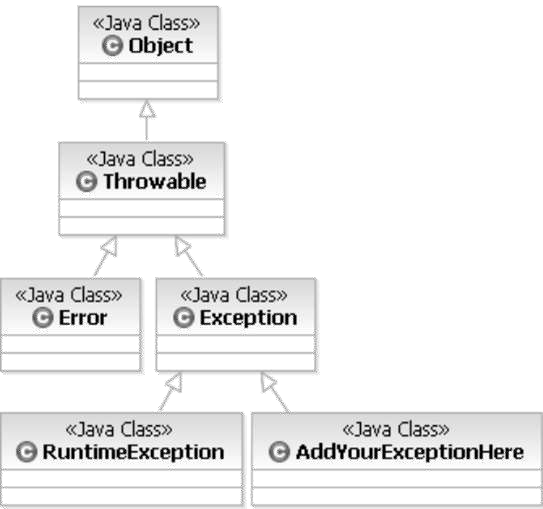 «Java Class»
C Object
«Java Class»
C Throwable
«Java Class»
C Error
«Java Class»
C Exception
«Java Class»
C RuntimeException
«Java Class»
C AddYourExceptionHere